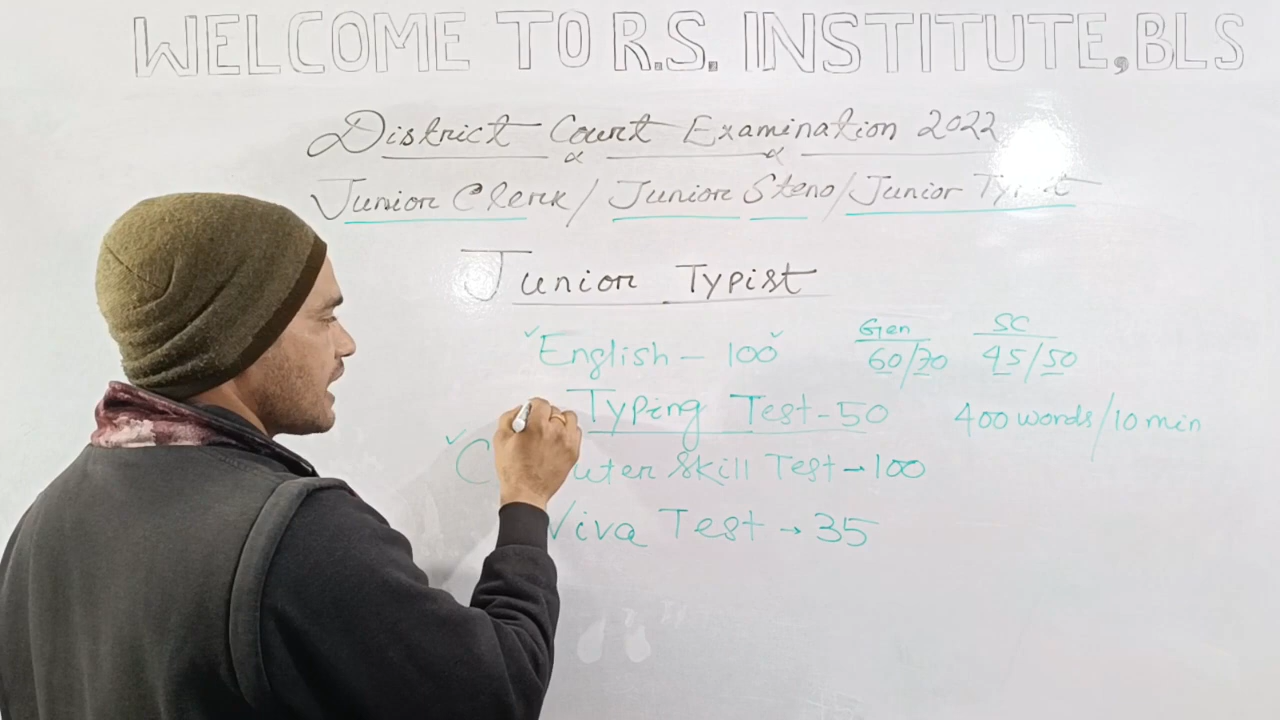 WELCOME TO R.S. INSTITUTE, BLS
District Court Examination 2022
Junior Clerk / Junior Steno / Junior Typist
Junior Typist
English - 100
Gen
60/70
SC
45/50
Typing Test - 50
400 words/10 min
Skill Test → 100
Viva Test → 35